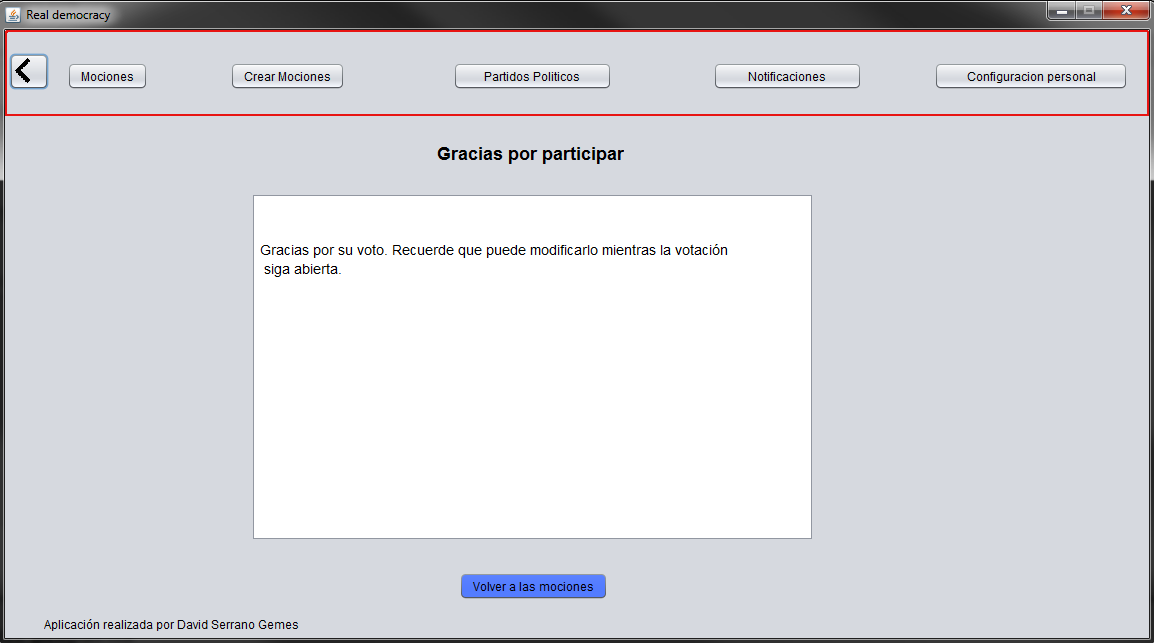 Real democracy
Mociones
Crear Mociones
Partidos Politicos
Notificaciones
Configuracion personal
Gracias por participar
Gracias por su voto. Recuerde que puede modificarlo mientras la votación
siga abierta.
Volver a las mociones
Aplicación realizada por David Serrano Gemes